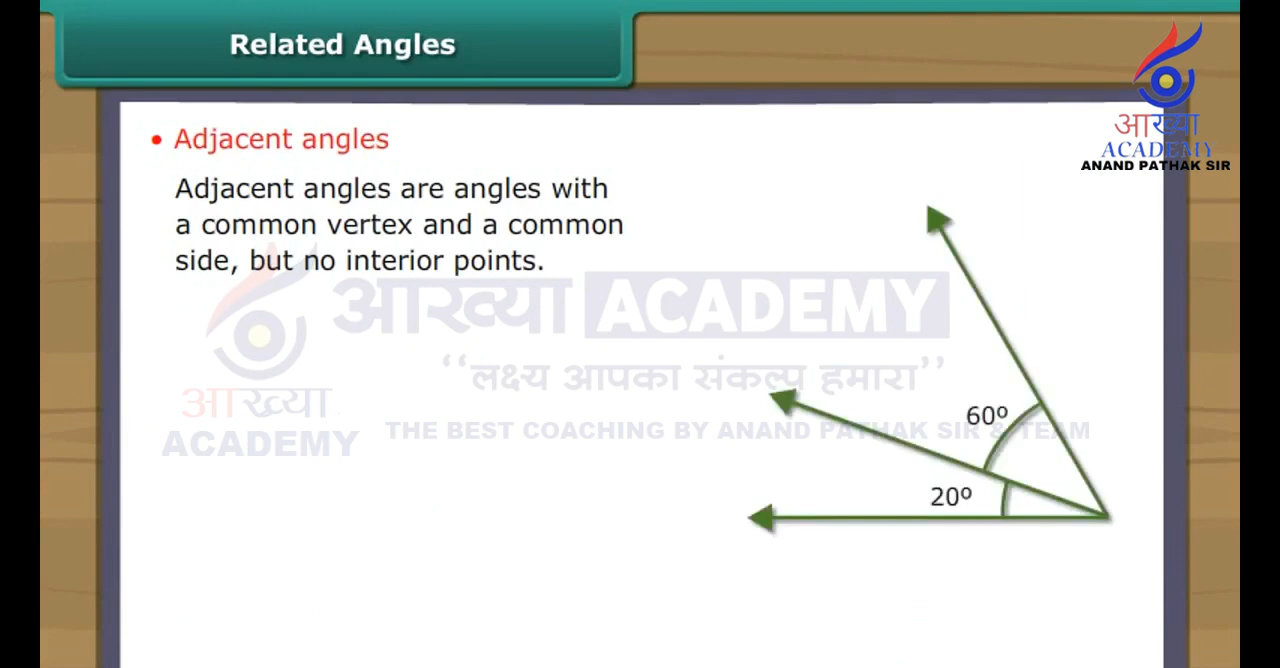 Related Angles
आख्या
ACADEMY
ANAND PATHAK SIR
• Adjacent angles
Adjacent angles are angles with
a common vertex and a common
side, but no interior points.
आख्या ACADEMY
‘‘लक्ष्य आपका संकल्प हमारा’’
आख्या
ACADEMY
THE BEST COACHING BY ANAND PATHAK SIR & TEAM
60º
20º